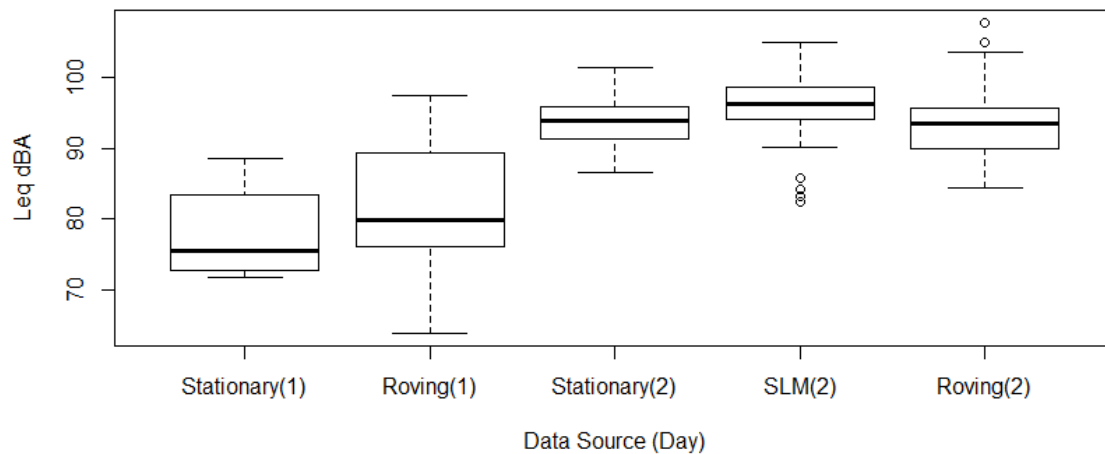 Leq dBA
100
90
80
70
Stationary(1) Roving(1) Stationary(2) SLM(2) Roving(2)
Data Source (Day)